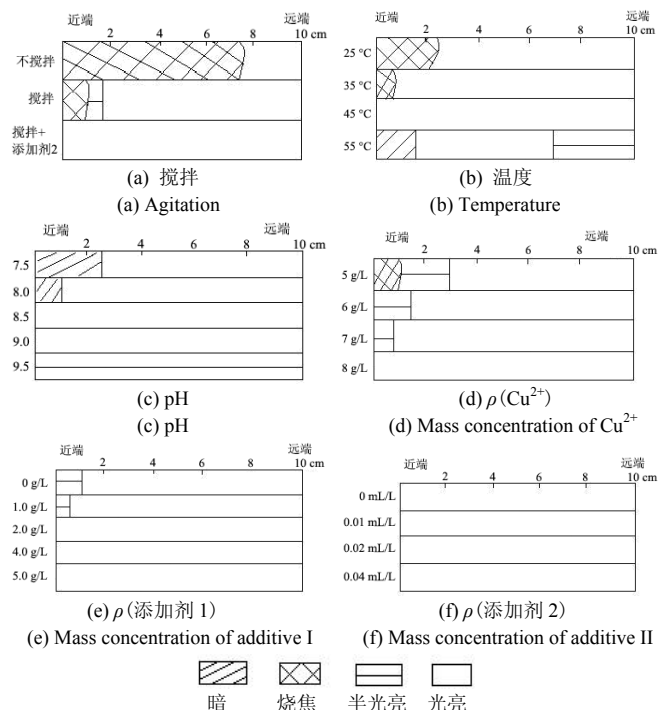 近端 远端
2 4 6 8 10 cm
不搅拌
搅拌
搅拌+
添加剂2
(a) 搅拌
(a) Agitation
近端 远端
2 4 6 8 10 cm
25 °C
35 °C
45 °C
55 °C
(b) 温度
(b) Temperature
近端 远端
2 4 6 8 10 cm
7.5
8.0
8.5
9.0
9.5
(c) pH
(c) pH
近端 远端
2 4 6 8 10 cm
5 g/L
6 g/L
7 g/L
8 g/L
(d) ρ(Cu²⁺)
(d) Mass concentration of Cu²⁺
近端 远端
2 4 6 8 10 cm
0 g/L
1.0 g/L
2.0 g/L
4.0 g/L
5.0 g/L
(e) ρ(添加剂 1)
(e) Mass concentration of additive I
近端 远端
2 4 6 8 10 cm
0 mL/L
0.01 mL/L
0.02 mL/L
0.04 mL/L
(f) ρ(添加剂 2)
(f) Mass concentration of additive II
暗 烧焦 半光亮 光亮